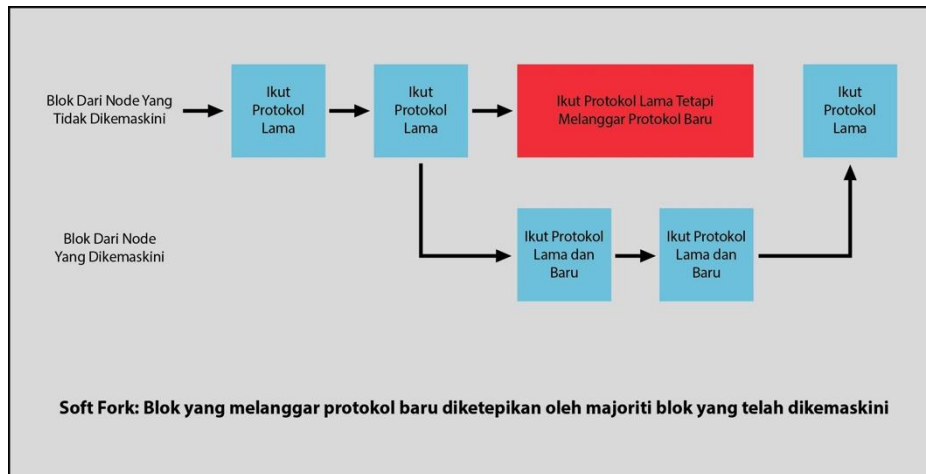 Blok Dari Node Yang
Tidak Dikemaskini
Ikut
Protokol
Lama
Ikut
Protokol
Lama
Ikut Protokol Lama Tetapi
Melanggar Protokol Baru
Ikut
Protokol
Lama
Blok Dari Node
Yang Dikemaskini
Ikut Protokol
Lama dan
Baru
Ikut Protokol
Lama dan
Baru
Soft Fork: Blok yang melanggar protokol baru diketepikan oleh majoriti blok yang telah dikemaskini